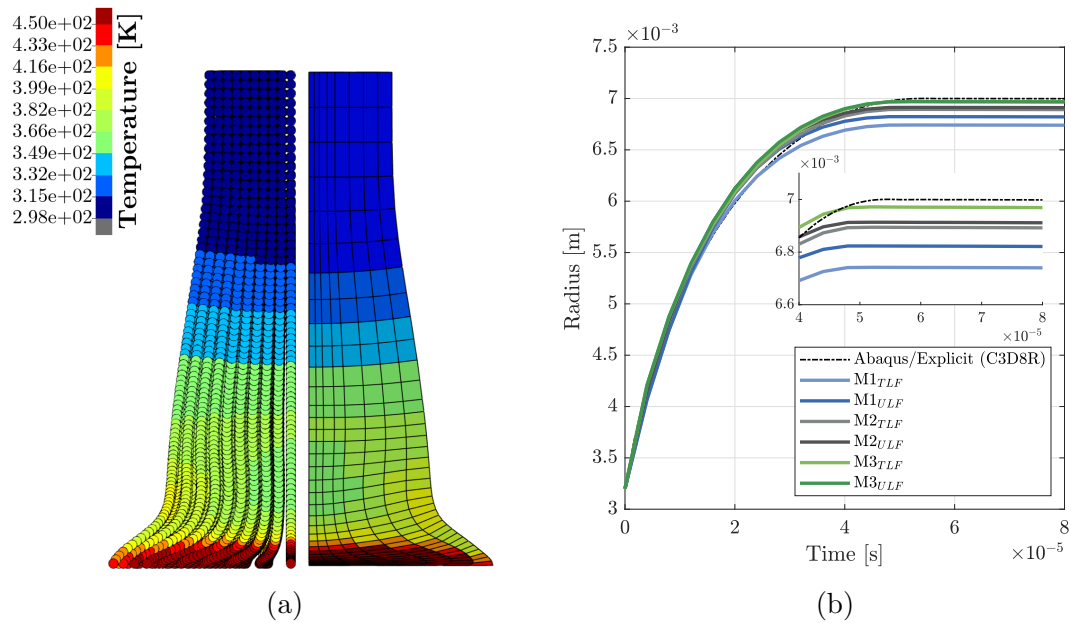 4.50e+02
4.33e+02
4.16e+02
3.99e+02
3.82e+02
3.66e+02
3.49e+02
3.32e+02
3.15e+02
2.98e+02
Temperature [K]
(a)
×10⁻³
7.5
7
6.5
6
5.5
5
4.5
4
3.5
3
Radius [m]
0
2
4
6
8
Time [s]
×10⁻⁵
×10⁻³
7
6.8
6.6
4
5
6
7
8
×10⁻⁵
Abaqus/Explicit (C3D8R)
M1TLF
M1ULF
M2TLF
M2ULF
M3TLF
M3ULF
(b)